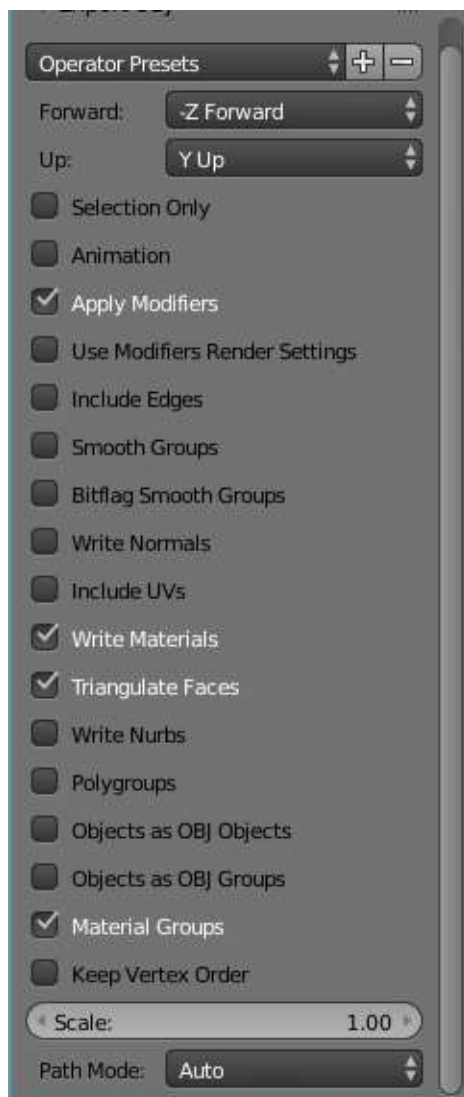 Operator Presets
Forward: -Z Forward
Up: Y Up
Selection Only
Animation
Apply Modifiers
Use Modifiers Render Settings
Include Edges
Smooth Groups
Bitflag Smooth Groups
Write Normals
Include UVs
Write Materials
Triangulate Faces
Write Nurbs
Polygroups
Objects as OBJ Objects
Objects as OBJ Groups
Material Groups
Keep Vertex Order
Scale: 1.00
Path Mode: Auto